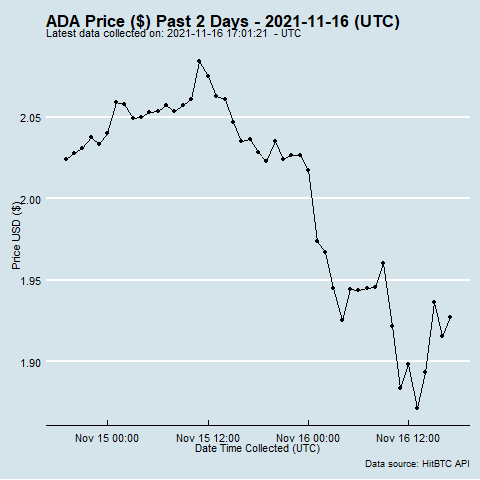 ADA Price ($) Past 2 Days - 2021-11-16 (UTC)
Latest data collected on: 2021-11-16 17:01:21 - UTC
Price USD ($)
2.05
2.00
1.95
1.90
Nov 15 00:00 Nov 15 12:00 Nov 16 00:00 Nov 16 12:00
Date Time Collected (UTC)
Data source: HitBTC API